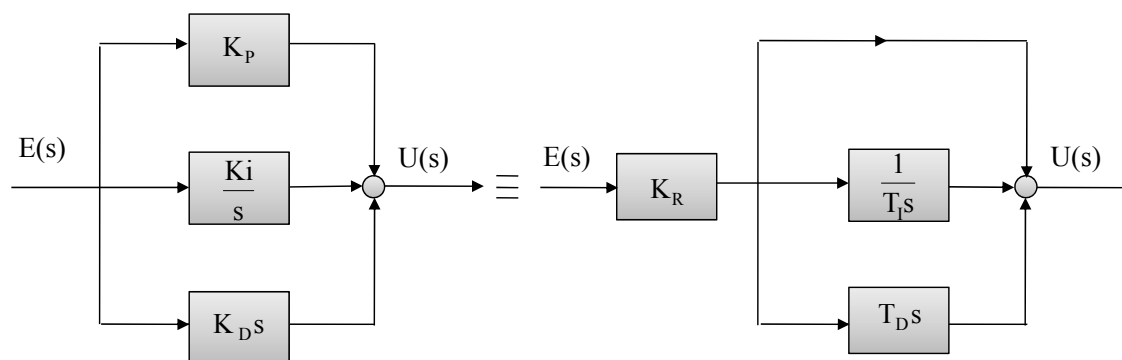 K_P
E(s)
Ki
s
U(s)
K_D s
≡
E(s)
K_R
1
T_I s
U(s)
T_D s